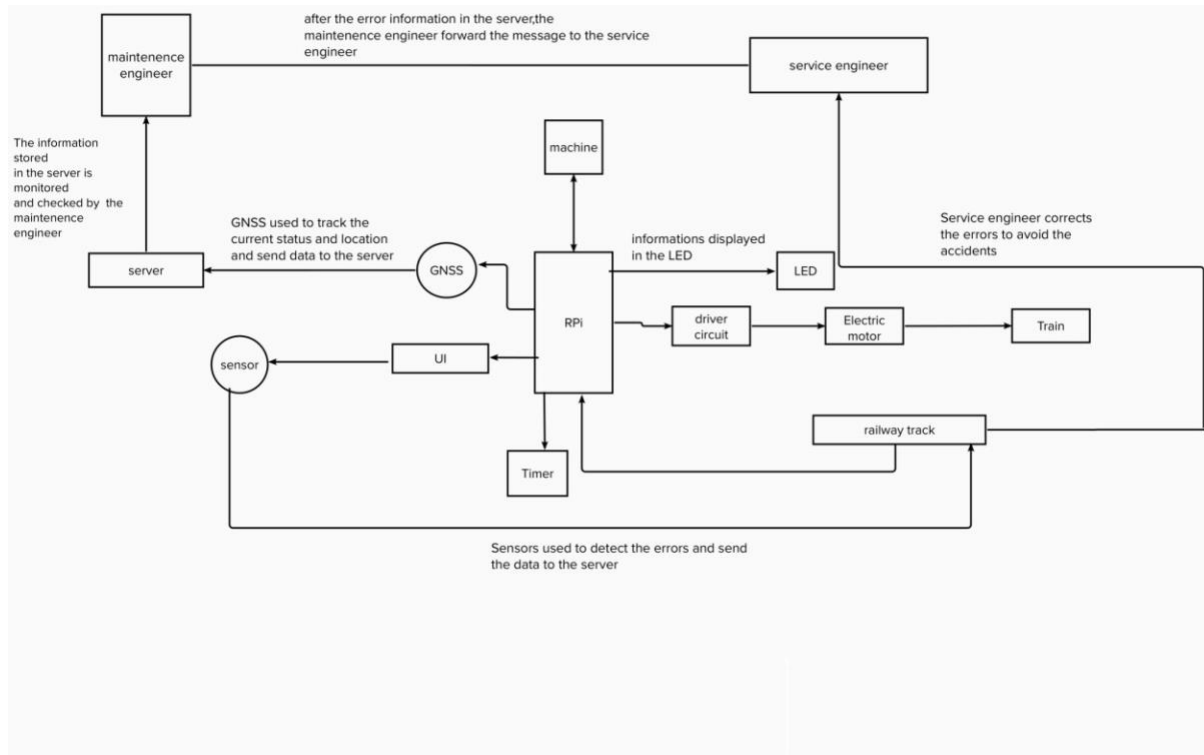 after the error information in the server,the
maintenence engineer forward the message to the service
engineer
maintenence
engineer
service engineer
The information
stored
in the server is
monitored
and checked by the
maintenence
engineer
machine
GNSS used to track the
current status and location
and send data to the server
informations displayed
in the LED
Service engineer corrects
the errors to avoid the
accidents
server
GNSS
LED
RPi
driver
circuit
Electric
motor
Train
sensor
UI
railway track
Timer
Sensors used to detect the errors and send
the data to the server